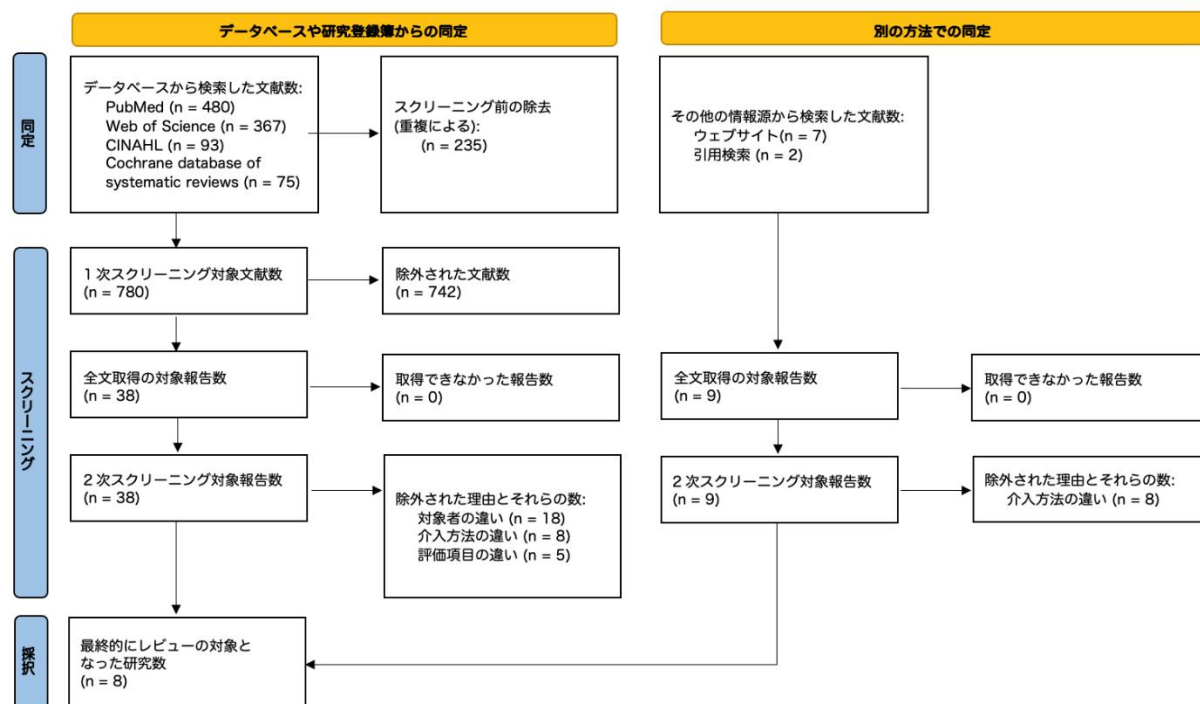 データベースや研究登録簿からの同定
別の方法での同定
同定
データベースから検索した文献数:
PubMed (n = 480)
Web of Science (n = 367)
CINAHL (n = 93)
Cochrane database of
systematic reviews (n = 75)
スクリーニング前の除去
(重複による):
(n = 235)
その他の情報源から検索した文献数:
ウェブサイト(n = 7)
引用検索 (n = 2)
スクリーニング
1 次スクリーニング対象文献数
(n = 780)
除外された文献数
(n = 742)
全文取得の対象報告数
(n = 38)
取得できなかった報告数
(n = 0)
全文取得の対象報告数
(n = 9)
取得できなかった報告数
(n = 0)
2 次スクリーニング対象報告数
(n = 38)
除外された理由とそれらの数:
対象者の違い (n = 18)
介入方法の違い (n = 8)
評価項目の違い (n = 5)
2 次スクリーニング対象報告数
(n = 9)
除外された理由とそれらの数:
介入方法の違い (n = 8)
採択
最終的にレビューの対象と
なった研究数
(n = 8)